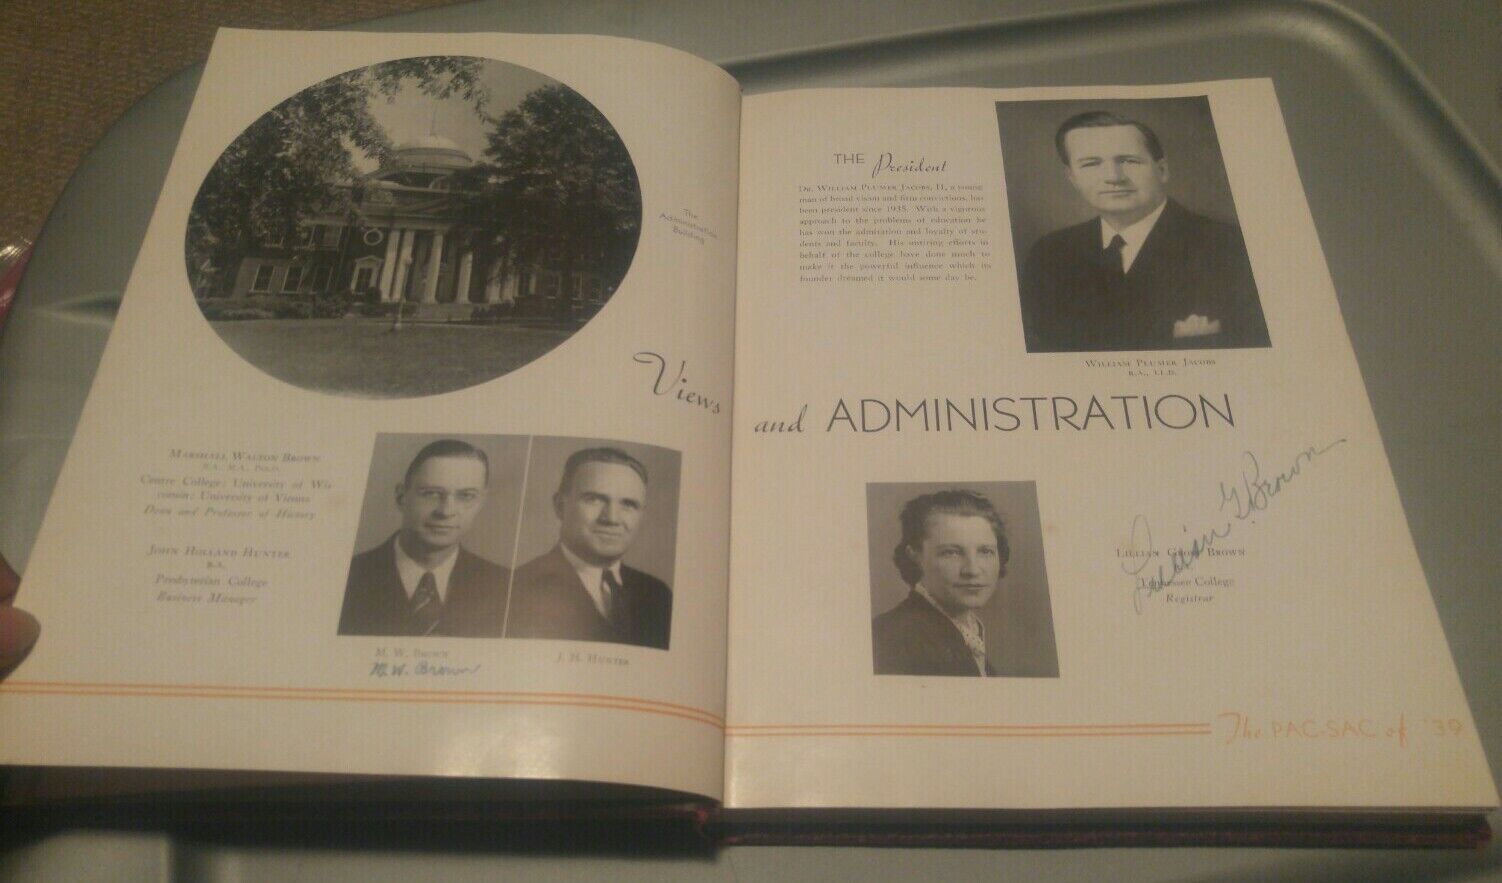 The
Administration
Building
Views
MARSHALL WALTON BROWN
B.A., M.A., PH.D.
Centre College; University of Wis-
consin; University of Vienna
Dean and Professor of History
JOHN HOLLAND HUNTER
B.A.
Presbyterian College
Business Manager
M. W. BROWN
M. W. Brown
J. H. HUNTER
THE President
DR. WILLIAM PLUMER JACOBS, II, a young
man of broad vision and firm convictions, has
been president since 1935. With a vigorous
approach to the problems of education he
has won the admiration and loyalty of stu-
dents and faculty. His untiring efforts in
behalf of the college have done much to
make it the powerful influence which its
founder dreamed it would some day be.
WILLIAM PLUMER JACOBS
B.A., LL.D.
and ADMINISTRATION
Lillian G. Brown
LILLIAN GROSS BROWN
Tennessee College
Registrar
The PAC-SAC of '39